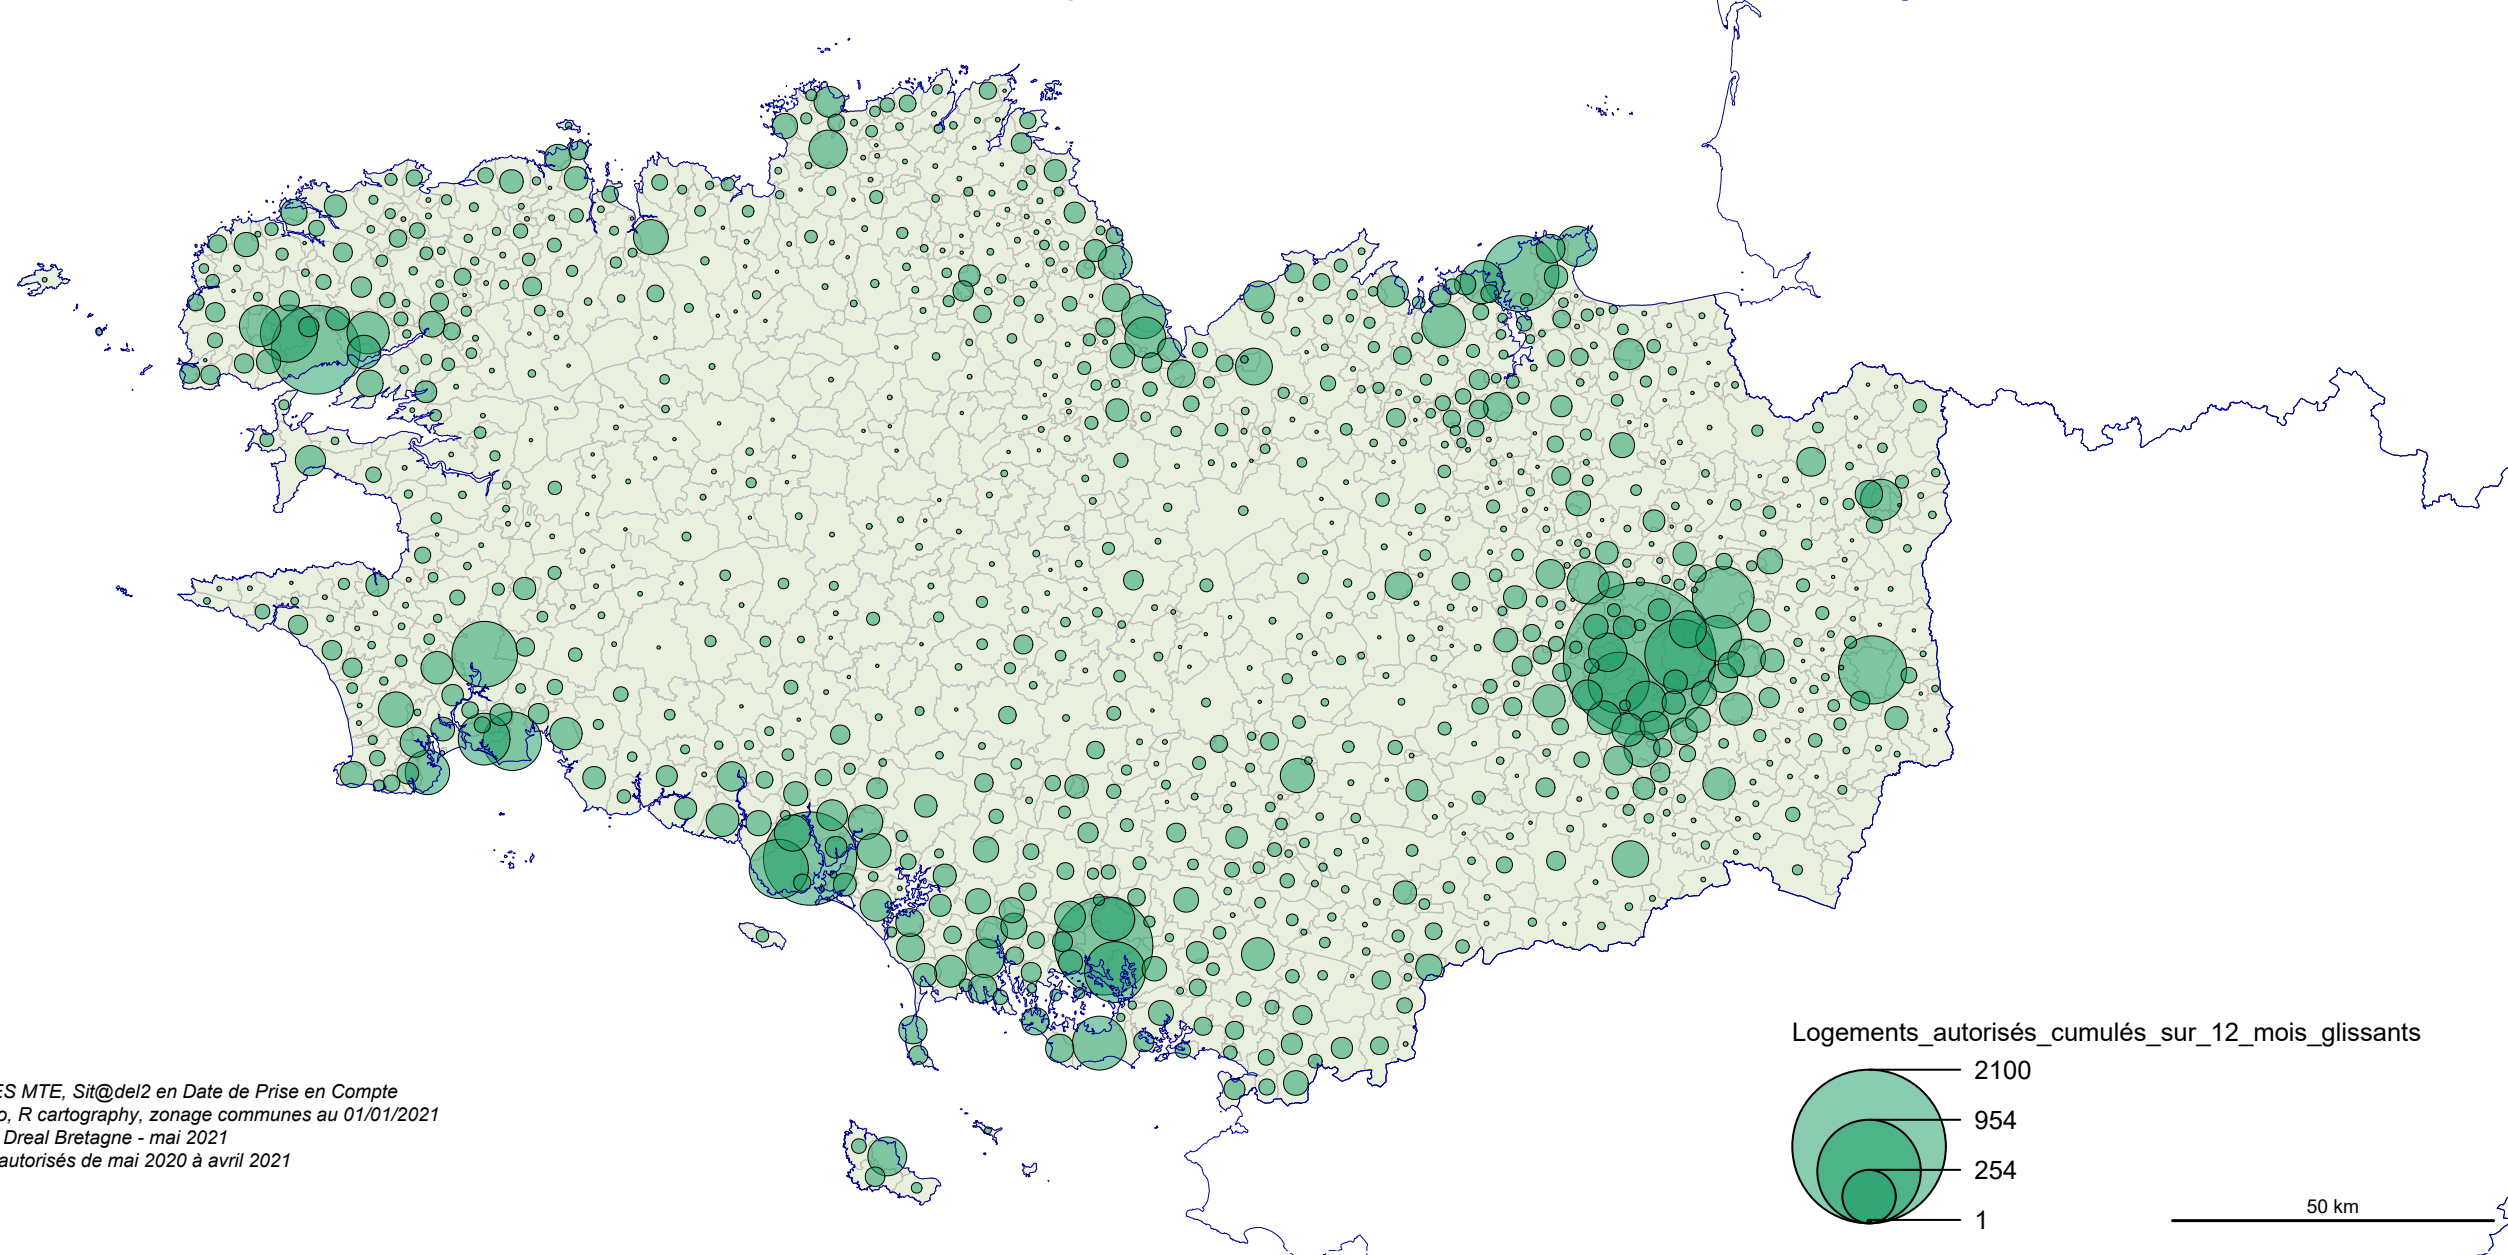 Logements_autorisés_cumulés_sur_12_mois_glissants
2100
954
254
1
50 km
ES MTE, Sit@del2 en Date de Prise en Compte
o, R cartography, zonage communes au 01/01/2021
Dreal Bretagne - mai 2021
autorisés de mai 2020 à avril 2021